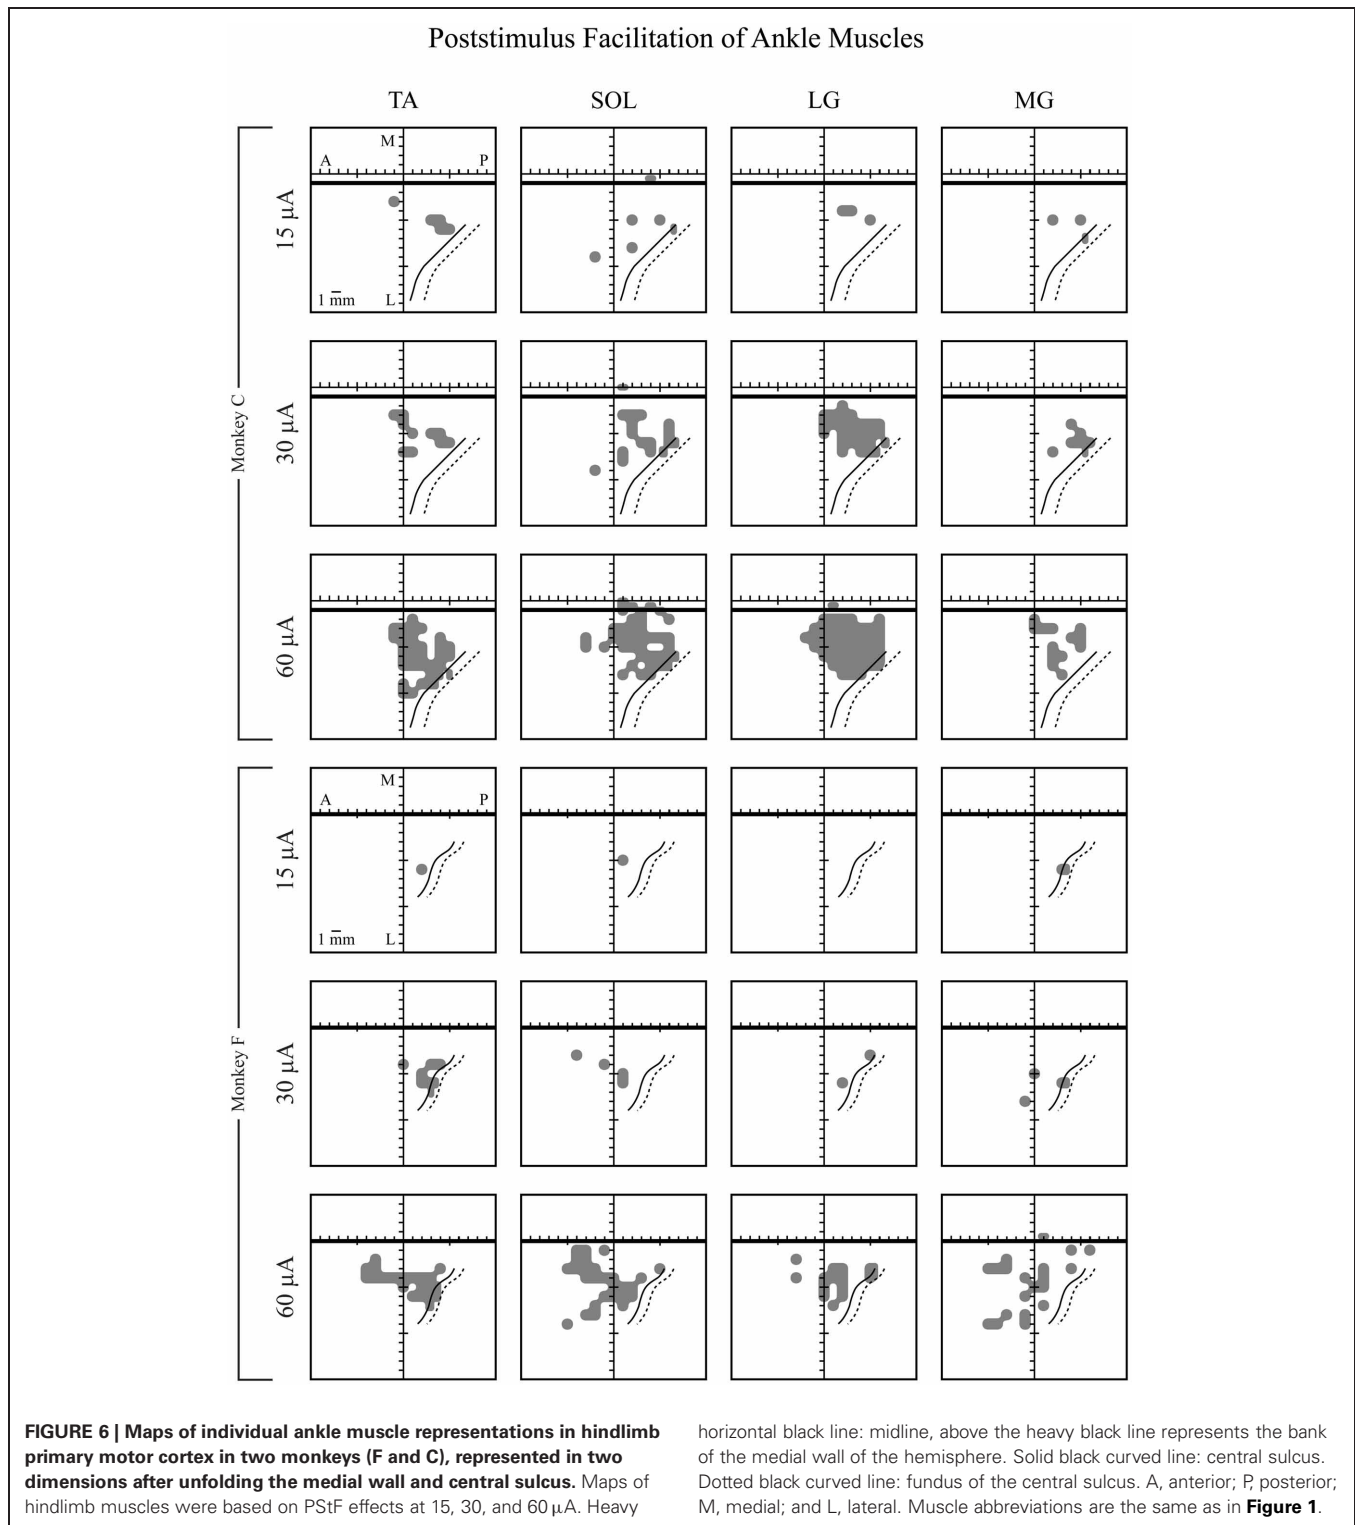 Poststimulus Facilitation of Ankle Muscles
TA SOL LG MG
Monkey C
15 µA
M
A P
1 mm L
30 µA
60 µA
Monkey F
15 µA
M
A P
1 mm L
30 µA
60 µA
FIGURE 6 | Maps of individual ankle muscle representations in hindlimb
primary motor cortex in two monkeys (F and C), represented in two
dimensions after unfolding the medial wall and central sulcus. Maps of
hindlimb muscles were based on PStF effects at 15, 30, and 60 µA. Heavy
horizontal black line: midline, above the heavy black line represents the bank
of the medial wall of the hemisphere. Solid black curved line: central sulcus.
Dotted black curved line: fundus of the central sulcus. A, anterior; P, posterior;
M, medial; and L, lateral. Muscle abbreviations are the same as in Figure 1.